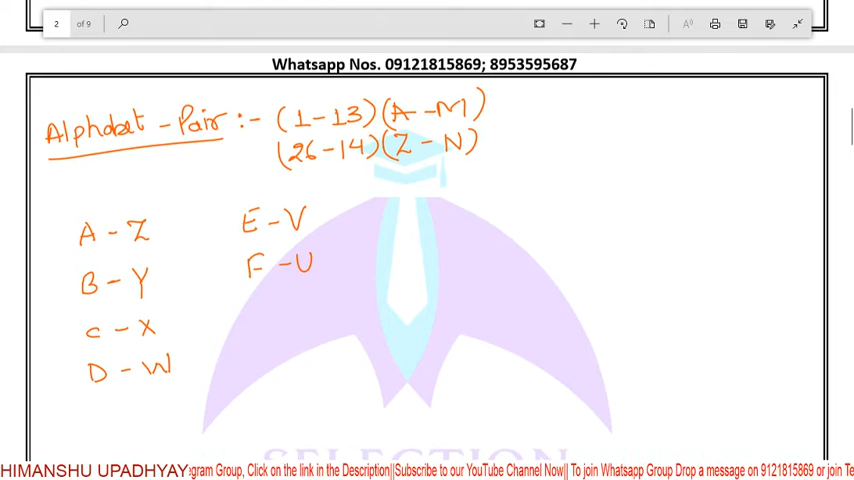 2 of 9
Whatsapp Nos. 09121815869; 8953595687
Alphabet - Pair :- (1-13)(A-M)
(26-14)(Z-N)
A-Z E-V
B-Y F-U
C-X
D-W
SELECTION
HIMANSHU UPADHYAY egram Group, Click on the link in the Description||Subscribe to our YouTube Channel Now|| To join Whatsapp Group Drop a message on 9121815869 or join Te